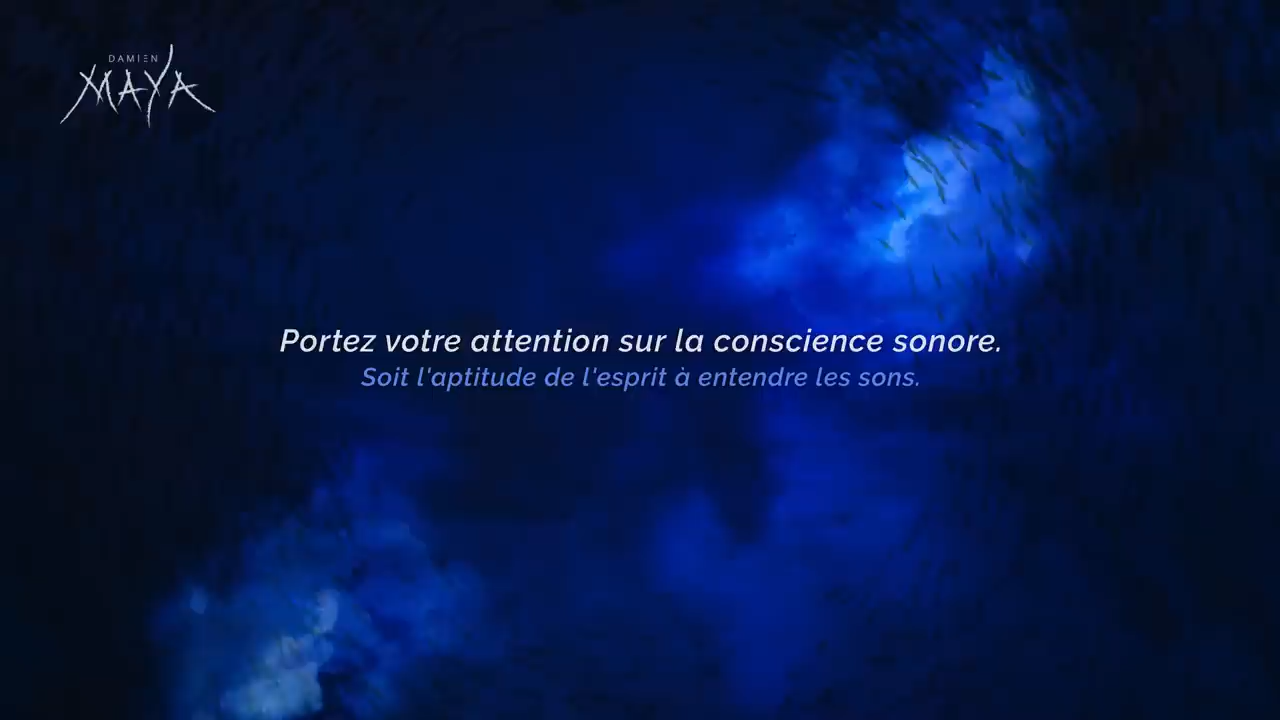 DAMIEN
MAYA
Portez votre attention sur la conscience sonore.
Soit l'aptitude de l'esprit à entendre les sons.